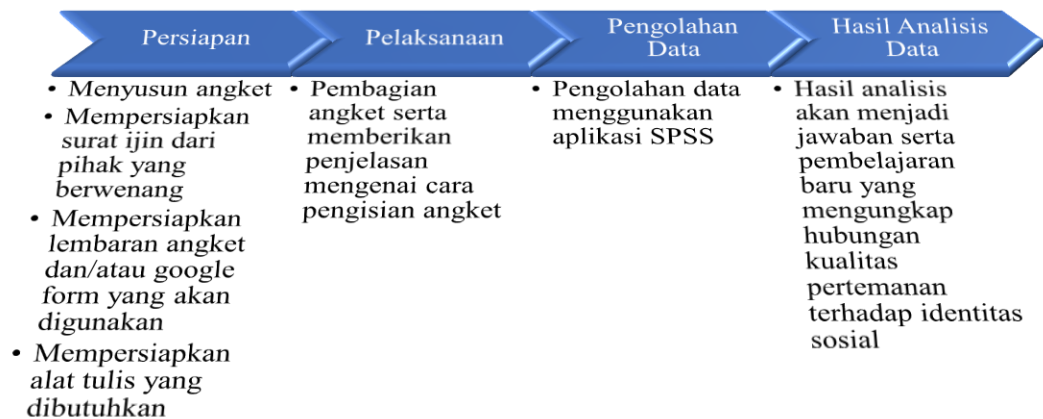 Persiapan
• Menyusun angket
• Mempersiapkan
surat ijin dari
pihak yang
berwenang
• Mempersiapkan
lembaran angket
dan/atau google
form yang akan
digunakan
• Mempersiapkan
alat tulis yang
dibutuhkan
Pelaksanaan
• Pembagian
angket serta
memberikan
penjelasan
mengenai cara
pengisian angket
Pengolahan
Data
• Pengolahan data
menggunakan
aplikasi SPSS
Hasil Analisis
Data
• Hasil analisis
akan menjadi
jawaban serta
pembelajaran
baru yang
mengungkap
hubungan
kualitas
pertemanan
terhadap identitas
sosial